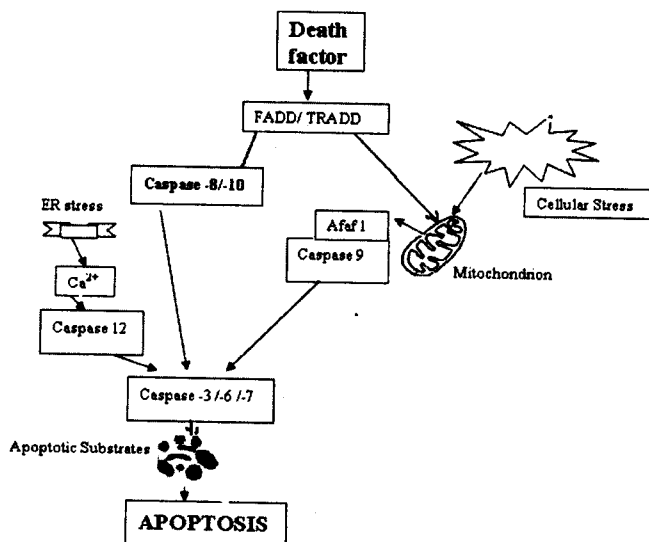 Death
factor
FADD/ TRADD
i
Caspase -8/-10
ER stress
Cellular Stress
Afaf 1
Caspase 9
Mitochondrion
Ca2+
Caspase 12
Caspase -3 /-6 /-7
Apoptotic Substrates
APOPTOSIS